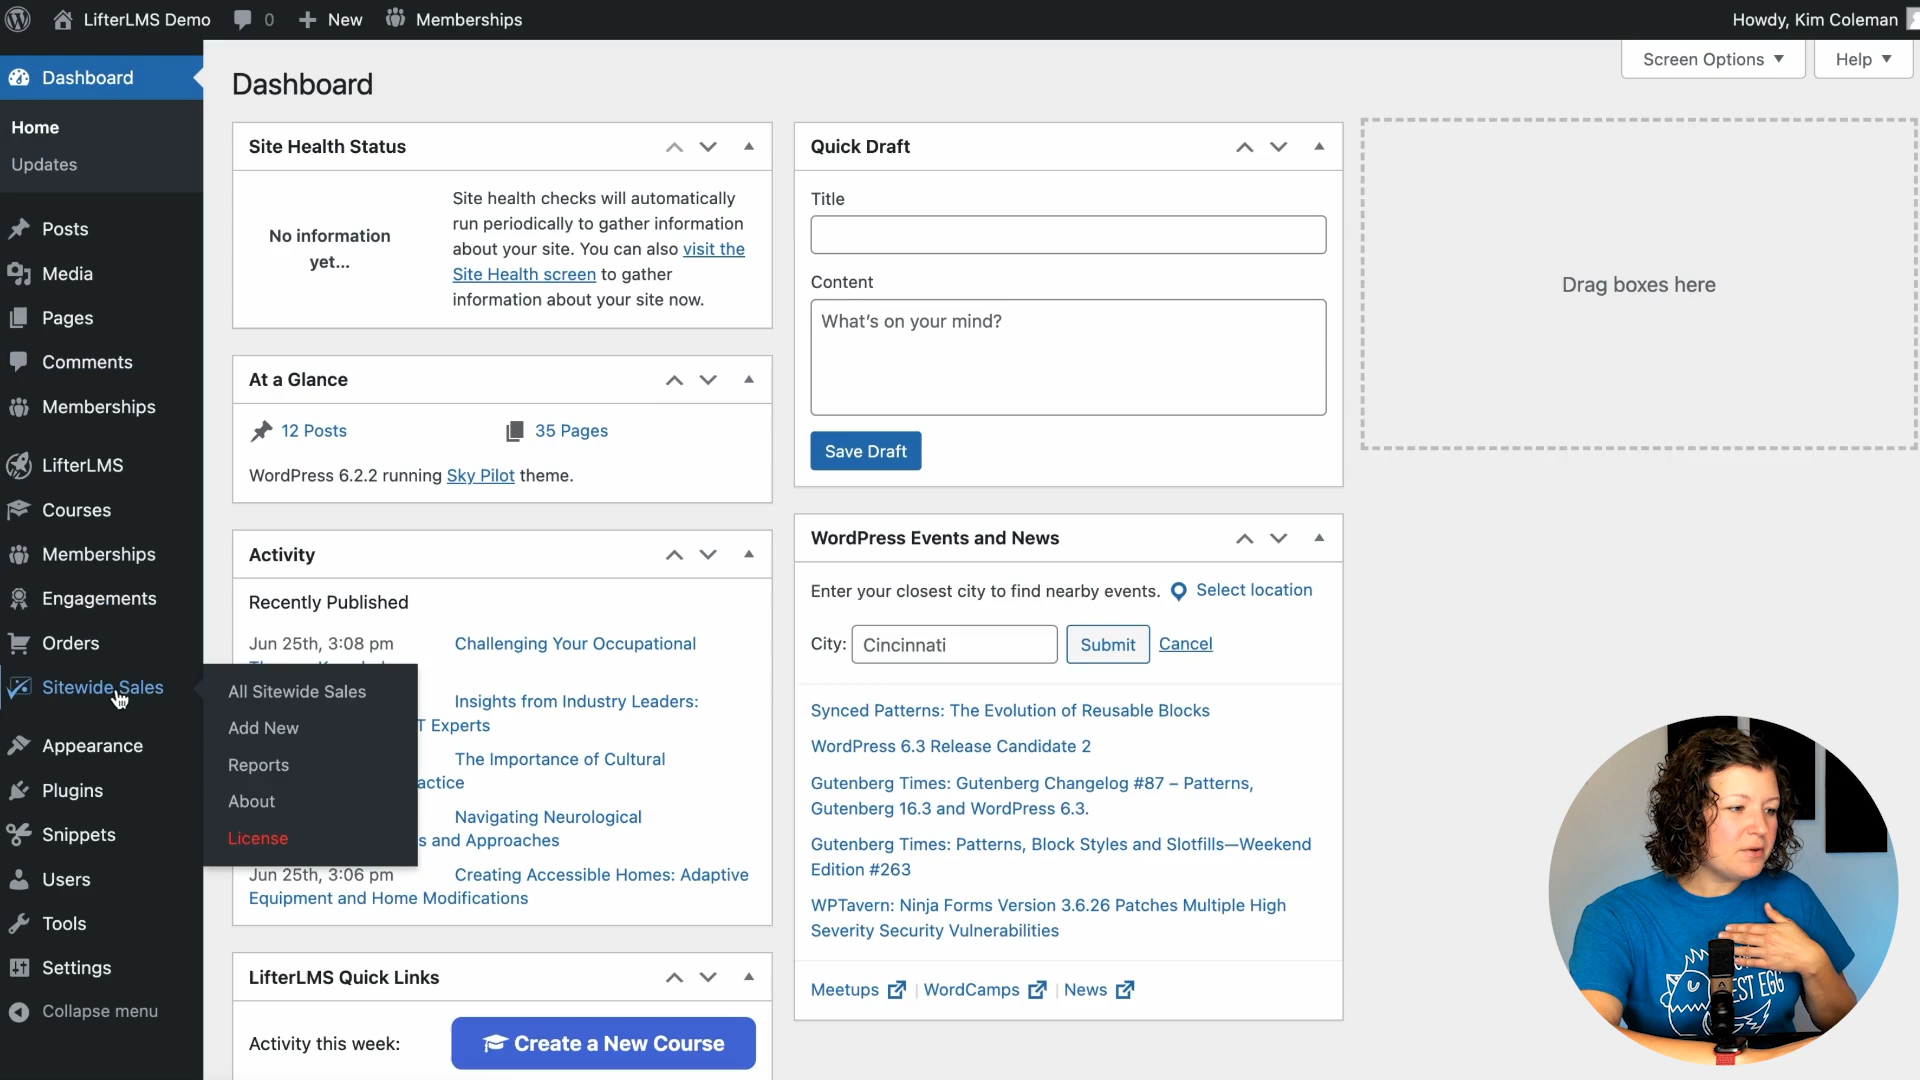 LifterLMS Demo
0
New
Memberships
Howdy, Kim Coleman
Dashboard
Home
Updates
Posts
Media
Pages
Comments
Memberships
LifterLMS
Courses
Memberships
Engagements
Orders
Sitewide Sales
Appearance
Plugins
Snippets
Users
Tools
Settings
Collapse menu
All Sitewide Sales
Add New
Reports
About
License
Screen Options
Help
Dashboard
Site Health Status
No information
yet...
Site health checks will automatically
run periodically to gather information
about your site. You can also visit the
Site Health screen to gather
information about your site now.
At a Glance
12 Posts
35 Pages
WordPress 6.2.2 running Sky Pilot theme.
Activity
Recently Published
Jun 25th, 3:08 pm
Challenging Your Occupational
Insights from Industry Leaders:
T Experts
The Importance of Cultural
actice
Navigating Neurological
s and Approaches
Jun 25th, 3:06 pm
Creating Accessible Homes: Adaptive
Equipment and Home Modifications
LifterLMS Quick Links
Activity this week:
Create a New Course
Quick Draft
Title
Content
What's on your mind?
Save Draft
WordPress Events and News
Enter your closest city to find nearby events.
Select location
City:
Cincinnati
Submit
Cancel
Synced Patterns: The Evolution of Reusable Blocks
WordPress 6.3 Release Candidate 2
Gutenberg Times: Gutenberg Changelog #87 – Patterns,
Gutenberg 16.3 and WordPress 6.3.
Gutenberg Times: Patterns, Block Styles and Slotfills—Weekend
Edition #263
WPTavern: Ninja Forms Version 3.6.26 Patches Multiple High
Severity Security Vulnerabilities
Meetups
WordCamps
News
Drag boxes here
EGG